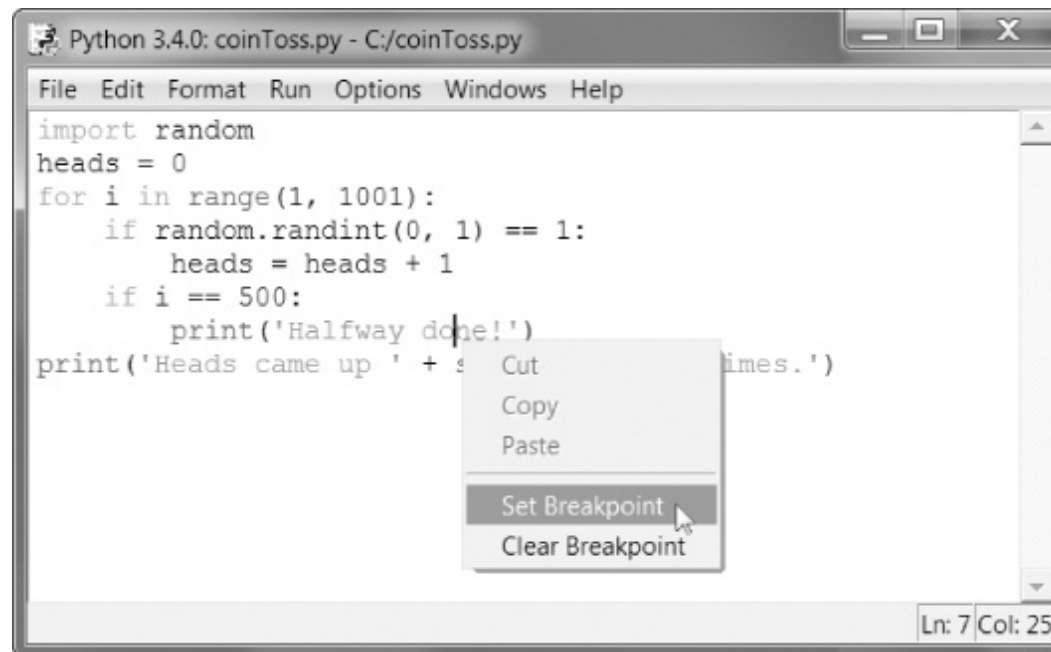 Python 3.4.0: coinToss.py - C:/coinToss.py
File Edit Format Run Options Windows Help
import random
heads = 0
for i in range(1, 1001):
    if random.randint(0, 1) == 1:
        heads = heads + 1
    if i == 500:
        print('Halfway done!')
print('Heads came up ' + imes.')
Cut
Copy
Paste
Set Breakpoint
Clear Breakpoint
Ln: 7 Col: 25